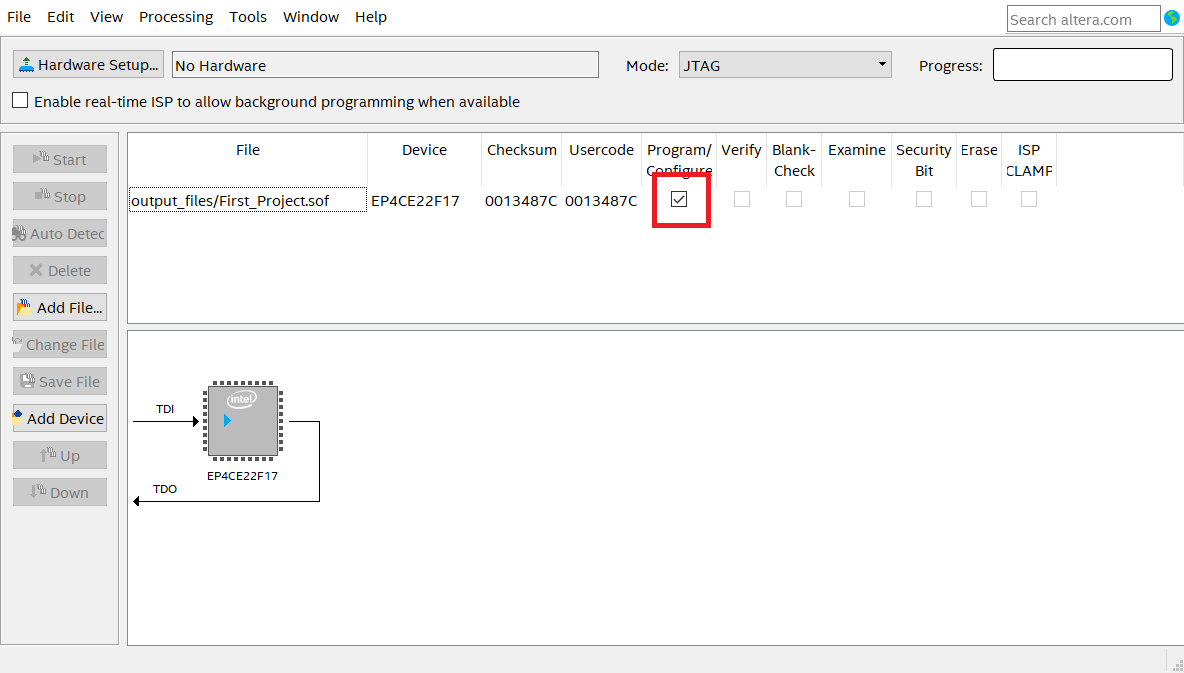 File Edit View Processing Tools Window Help
Search altera.com
Hardware Setup... No Hardware Mode: JTAG Progress:
Enable real-time ISP to allow background programming when available
File Device Checksum Usercode Program/ Verify Blank- Examine Security Erase ISP
Configure Check Bit CLAMP
output_files/First_Project.sof EP4CE22F17 0013487C 0013487C
Start
Stop
Auto Detec
Delete
Add File...
Change File
Save File
Add Device
Up
Down
intel
TDI
EP4CE22F17
TDO